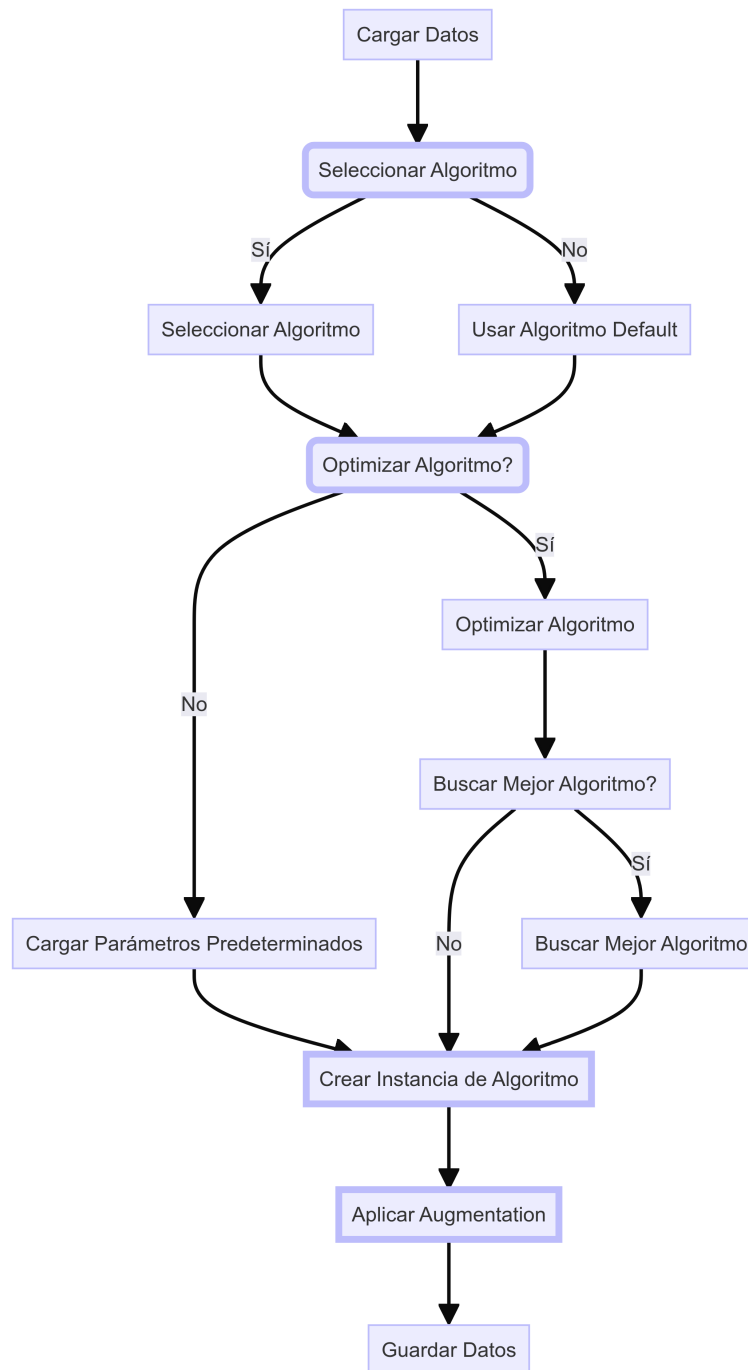 Cargar Datos
Seleccionar Algoritmo
Sí
No
Seleccionar Algoritmo
Usar Algoritmo Default
Optimizar Algoritmo?
Sí
Optimizar Algoritmo
No
Buscar Mejor Algoritmo?
Sí
Cargar Parámetros Predeterminados
No
Buscar Mejor Algoritmo
Crear Instancia de Algoritmo
Aplicar Augmentation
Guardar Datos